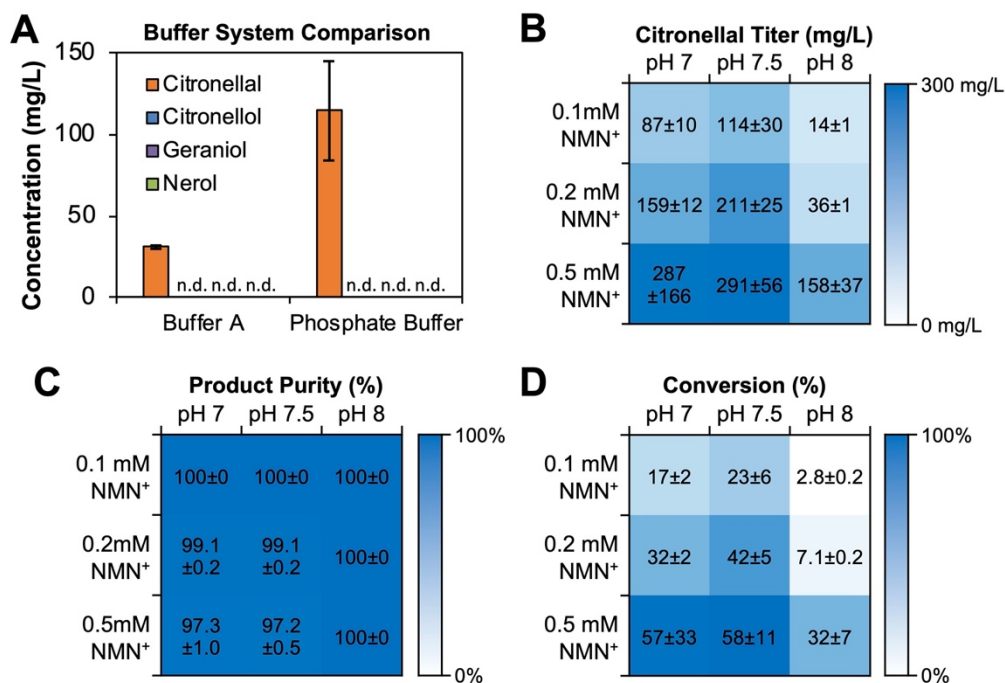 A
Buffer System Comparison
Concentration (mg/L)
150
100
50
0
Citronellal
Citronellol
Geraniol
Nerol
n.d. n.d. n.d.
n.d. n.d. n.d.
Buffer A
Phosphate Buffer
B
Citronellal Titer (mg/L)
pH 7
pH 7.5
pH 8
0.1mM
NMN⁺
87±10
114±30
14±1
0.2 mM
NMN⁺
159±12
211±25
36±1
0.5 mM
NMN⁺
287
±166
291±56
158±37
300 mg/L
0 mg/L
C
Product Purity (%)
pH 7
pH 7.5
pH 8
0.1 mM
NMN⁺
100±0
100±0
100±0
0.2mM
NMN⁺
99.1
±0.2
99.1
±0.2
100±0
0.5mM
NMN⁺
97.3
±1.0
97.2
±0.5
100±0
100%
0%
D
Conversion (%)
pH 7
pH 7.5
pH 8
0.1 mM
NMN⁺
17±2
23±6
2.8±0.2
0.2 mM
NMN⁺
32±2
42±5
7.1±0.2
0.5 mM
NMN⁺
57±33
58±11
32±7
100%
0%